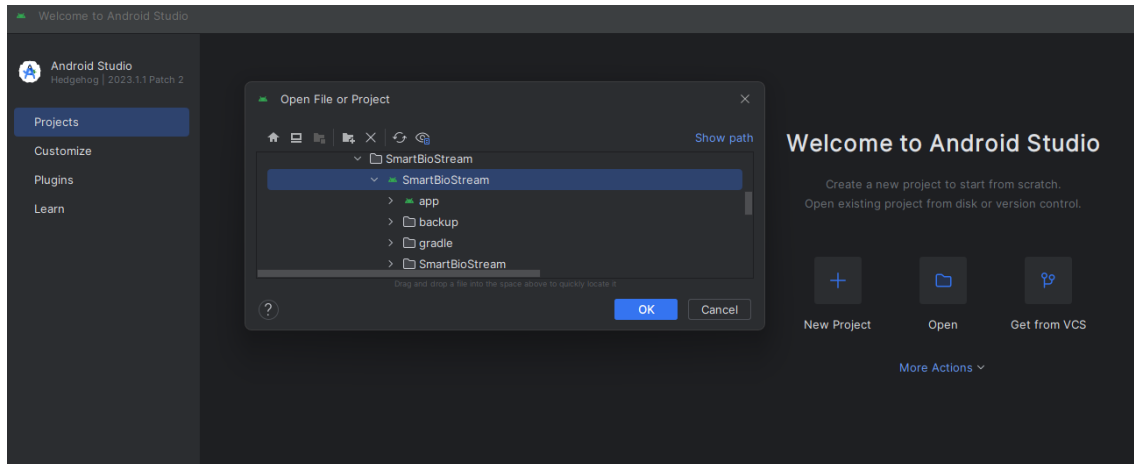 Welcome to Android Studio
Android Studio
Hedgehog | 2023.1.1 Patch 2
Projects
Customize
Plugins
Learn
Open File or Project
Show path
SmartBioStream
SmartBioStream
app
backup
gradle
SmartBioStream
Drag and drop a file into the space above to quickly locate it
?
OK
Cancel
Welcome to Android Studio
Create a new project to start from scratch.
Open existing project from disk or version control.
New Project
Open
Get from VCS
More Actions